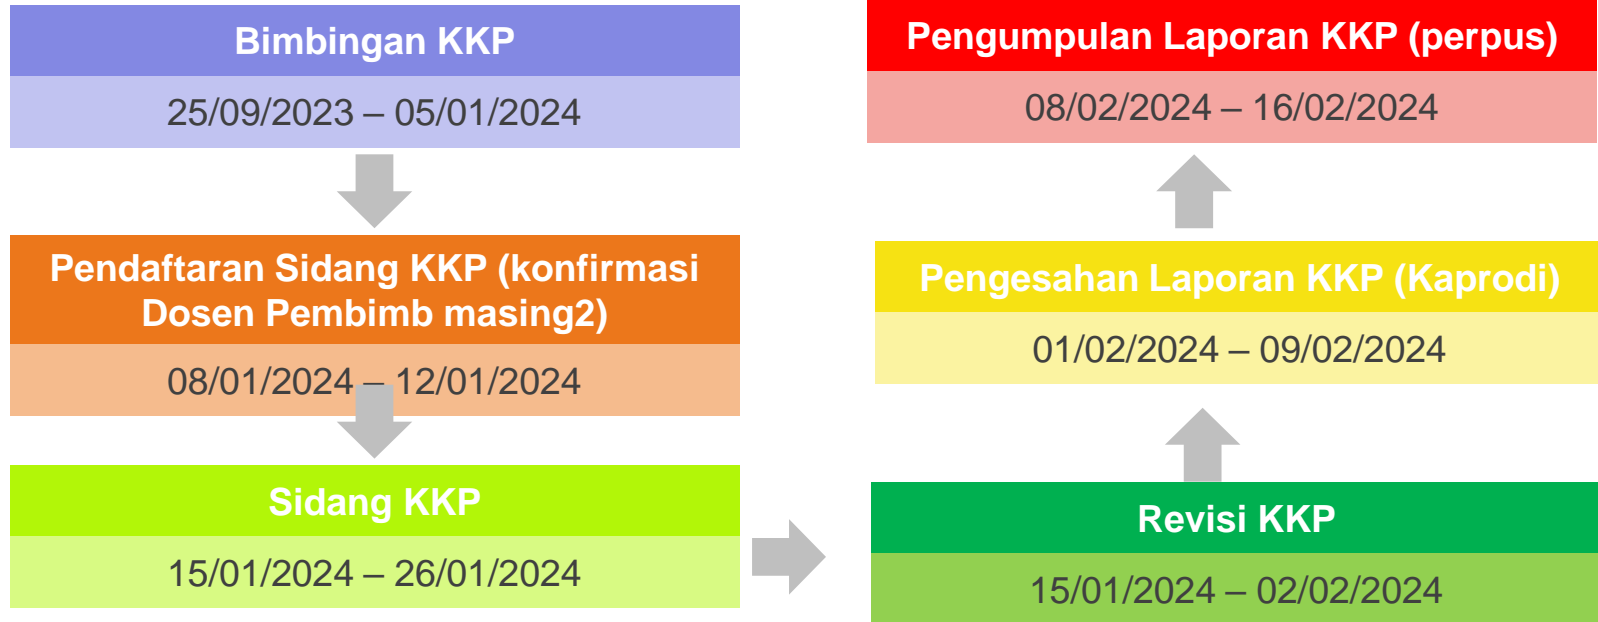 Bimbingan KKP
25/09/2023 – 05/01/2024
Pendaftaran Sidang KKP (konfirmasi
Dosen Pembimb masing2)
08/01/2024 – 12/01/2024
Sidang KKP
15/01/2024 – 26/01/2024
Revisi KKP
15/01/2024 – 02/02/2024
Pengesahan Laporan KKP (Kaprodi)
01/02/2024 – 09/02/2024
Pengumpulan Laporan KKP (perpus)
08/02/2024 – 16/02/2024